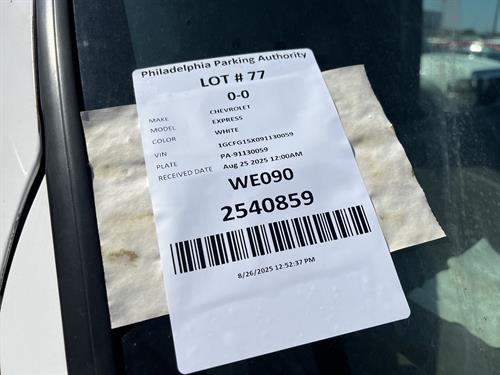 Philadelphia Parking Authority
LOT # 77
0-0
MAKE CHEVROLET
MODEL EXPRESS
COLOR WHITE
VIN 1GCFG15X091130059
PLATE PA-91130059
RECEIVED DATE Aug 25 2025 12:00AM
WE090
2540859
8/26/2025 12:52:37 PM